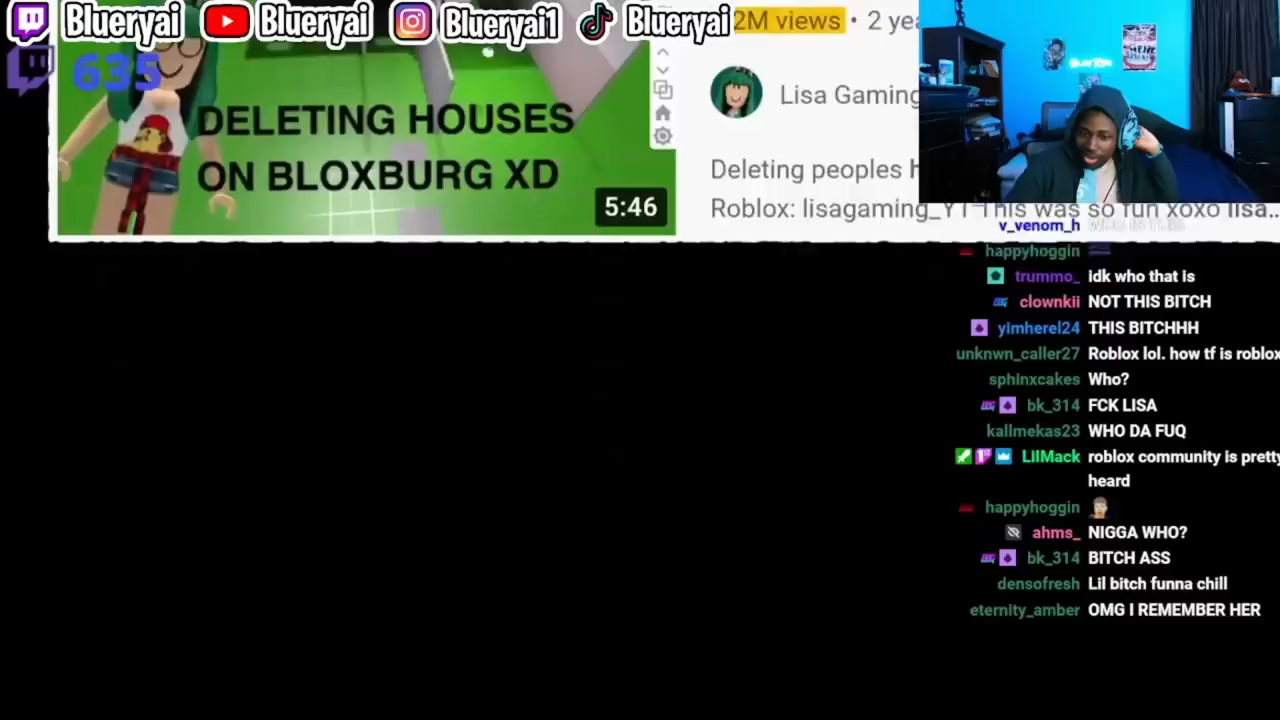 Blueryai Blueryai Blueryai1 Blueryai
2M views • 2 yea
635
Lisa Gaming
DELETING HOUSES
ON BLOXBURG XD
5:46
Deleting peoples h
Roblox: lisagaming_YT This was so fun xoxo lisa...
v_venom_h WHO IS THIS
happyhoggin
trummo_ idk who that is
clownkii NOT THIS BITCH
yimherel24 THIS BITCHHH
unknwn_caller27 Roblox lol. how tf is roblox
sphinxcakes Who?
bk_314 FCK LISA
kallmekas23 WHO DA FUQ
LilMack roblox community is pretty
heard
happyhoggin
ahms_ NIGGA WHO?
bk_314 BITCH ASS
densofresh Lil bitch funna chill
eternity_amber OMG I REMEMBER HER